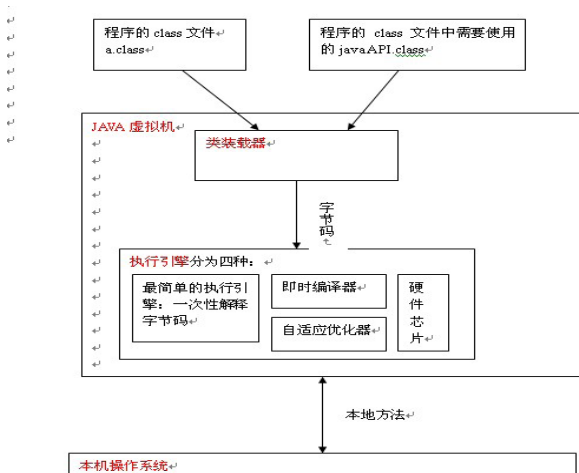 程序的 class 文件
a.class
程序的 class 文件中需要使用
的 javaAPI.class
JAVA 虚拟机
类装载器
字
节
码
执行引擎分为四种：
最简单的执行引
擎：一次性解释
字节码
即时编译器
自适应优化器
硬
件
芯
片
本地方法
本机操作系统